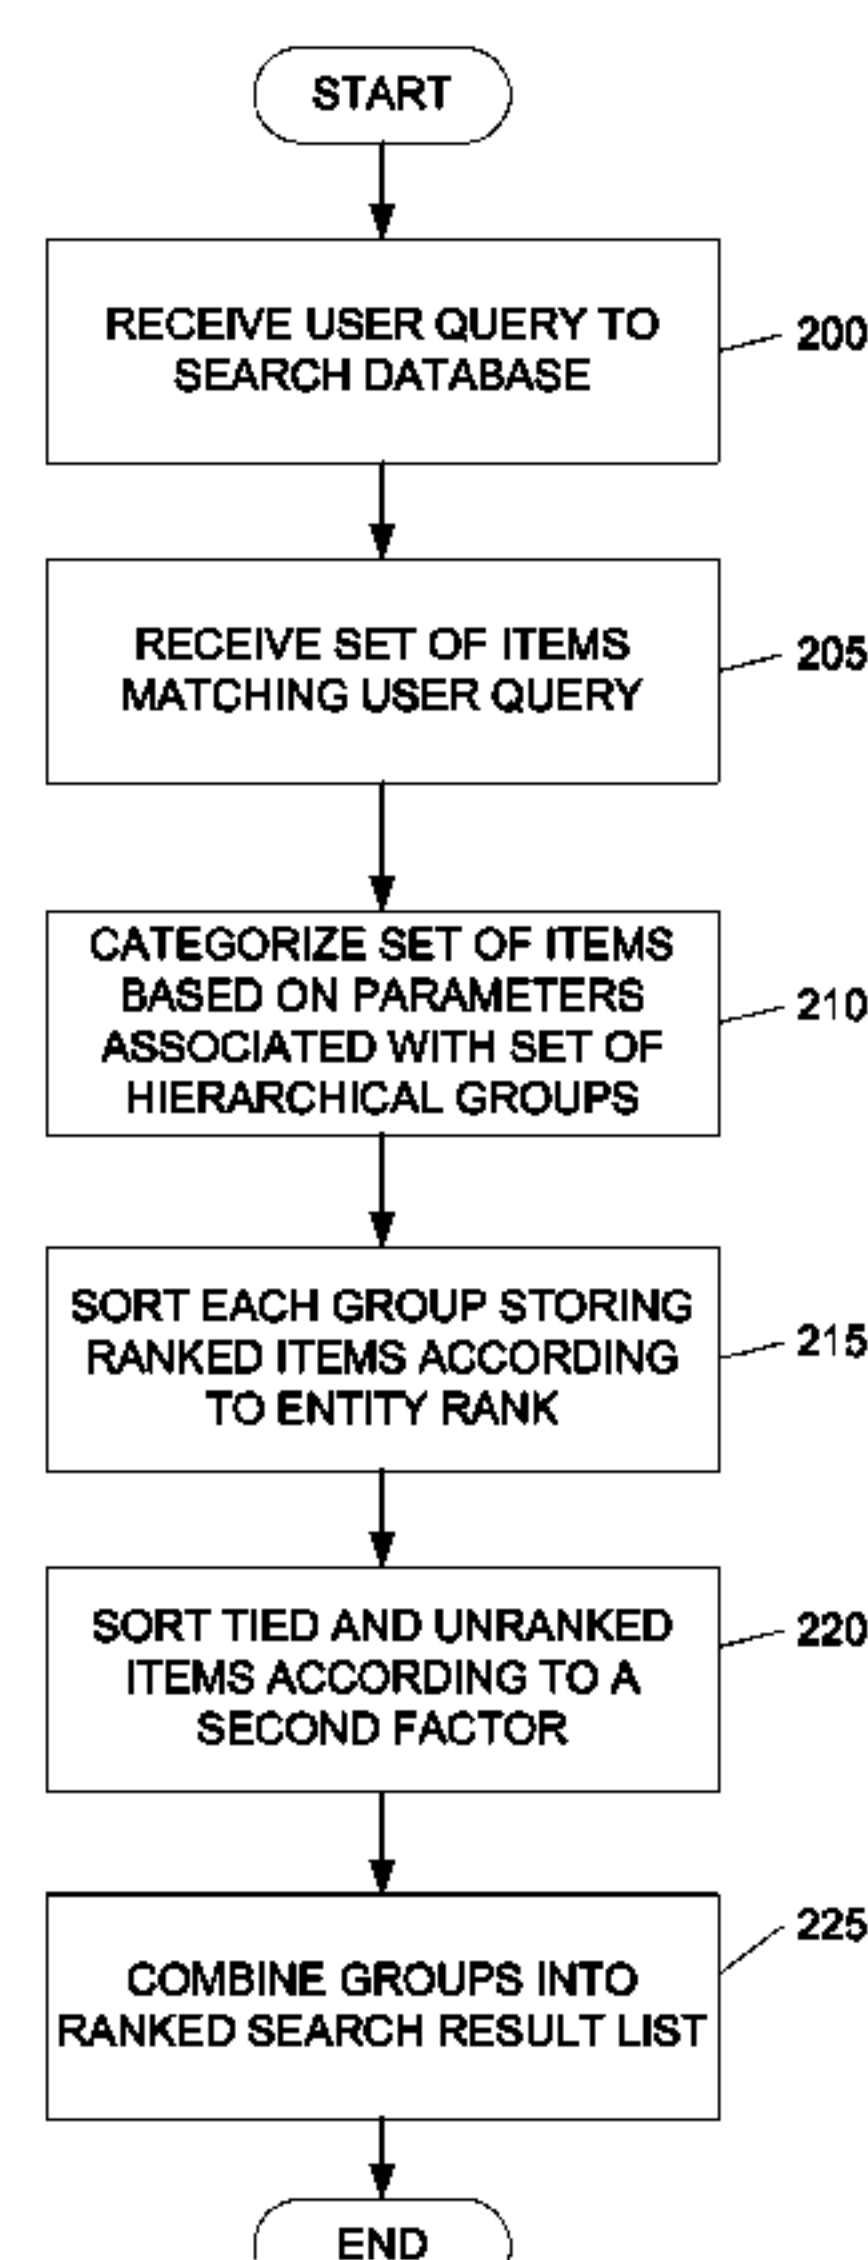 START
RECEIVE USER QUERY TO
SEARCH DATABASE
200
RECEIVE SET OF ITEMS
MATCHING USER QUERY
205
CATEGORIZE SET OF ITEMS
BASED ON PARAMETERS
ASSOCIATED WITH SET OF
HIERARCHICAL GROUPS
210
SORT EACH GROUP STORING
RANKED ITEMS ACCORDING
TO ENTITY RANK
215
SORT TIED AND UNRANKED
ITEMS ACCORDING TO A
SECOND FACTOR
220
COMBINE GROUPS INTO
RANKED SEARCH RESULT LIST
225
END